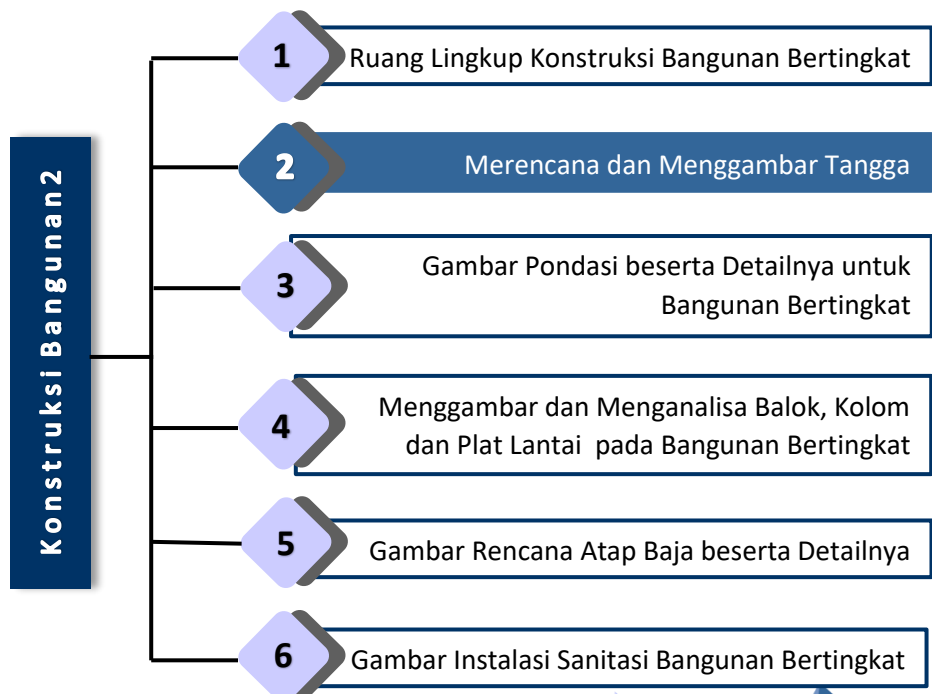 Konstruksi Bangunan 2
1
Ruang Lingkup Konstruksi Bangunan Bertingkat
2
Merencana dan Menggambar Tangga
3
Gambar Pondasi beserta Detailnya untuk
Bangunan Bertingkat
4
Menggambar dan Menganalisa Balok, Kolom
dan Plat Lantai pada Bangunan Bertingkat
5
Gambar Rencana Atap Baja beserta Detailnya
6
Gambar Instalasi Sanitasi Bangunan Bertingkat